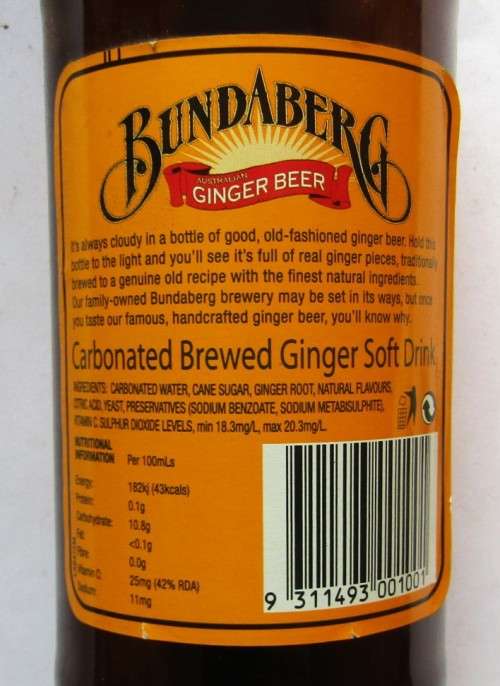 BUNDABERG
AUSTRALIAN
GINGER BEER
It's always cloudy in a bottle of good, old-fashioned ginger beer. Hold this
bottle to the light and you'll see it's full of real ginger pieces, traditionally
brewed to a genuine old recipe with the finest natural ingredients.
Our family-owned Bundaberg brewery may be set in its ways, but once
you taste our famous, handcrafted ginger beer, you'll know why.
Carbonated Brewed Ginger Soft Drink
INGREDIENTS: CARBONATED WATER, CANE SUGAR, GINGER ROOT, NATURAL FLAVOURS,
CITRIC ACID, YEAST, PRESERVATIVES (SODIUM BENZOATE, SODIUM METABISULPHITE),
VITAMIN C. SULPHUR DIOXIDE LEVELS, min 18.3mg/L, max 20.3mg/L.
NUTRITIONAL
INFORMATION Per 100mLs
Energy: 182kj (43kcals)
Protein: 0.1g
Carbohydrate: 10.8g
Fat: <0.1g
Fibre: 0.0g
Vitamin C: 25mg (42% RDA)
Sodium: 11mg
9 311493 001001